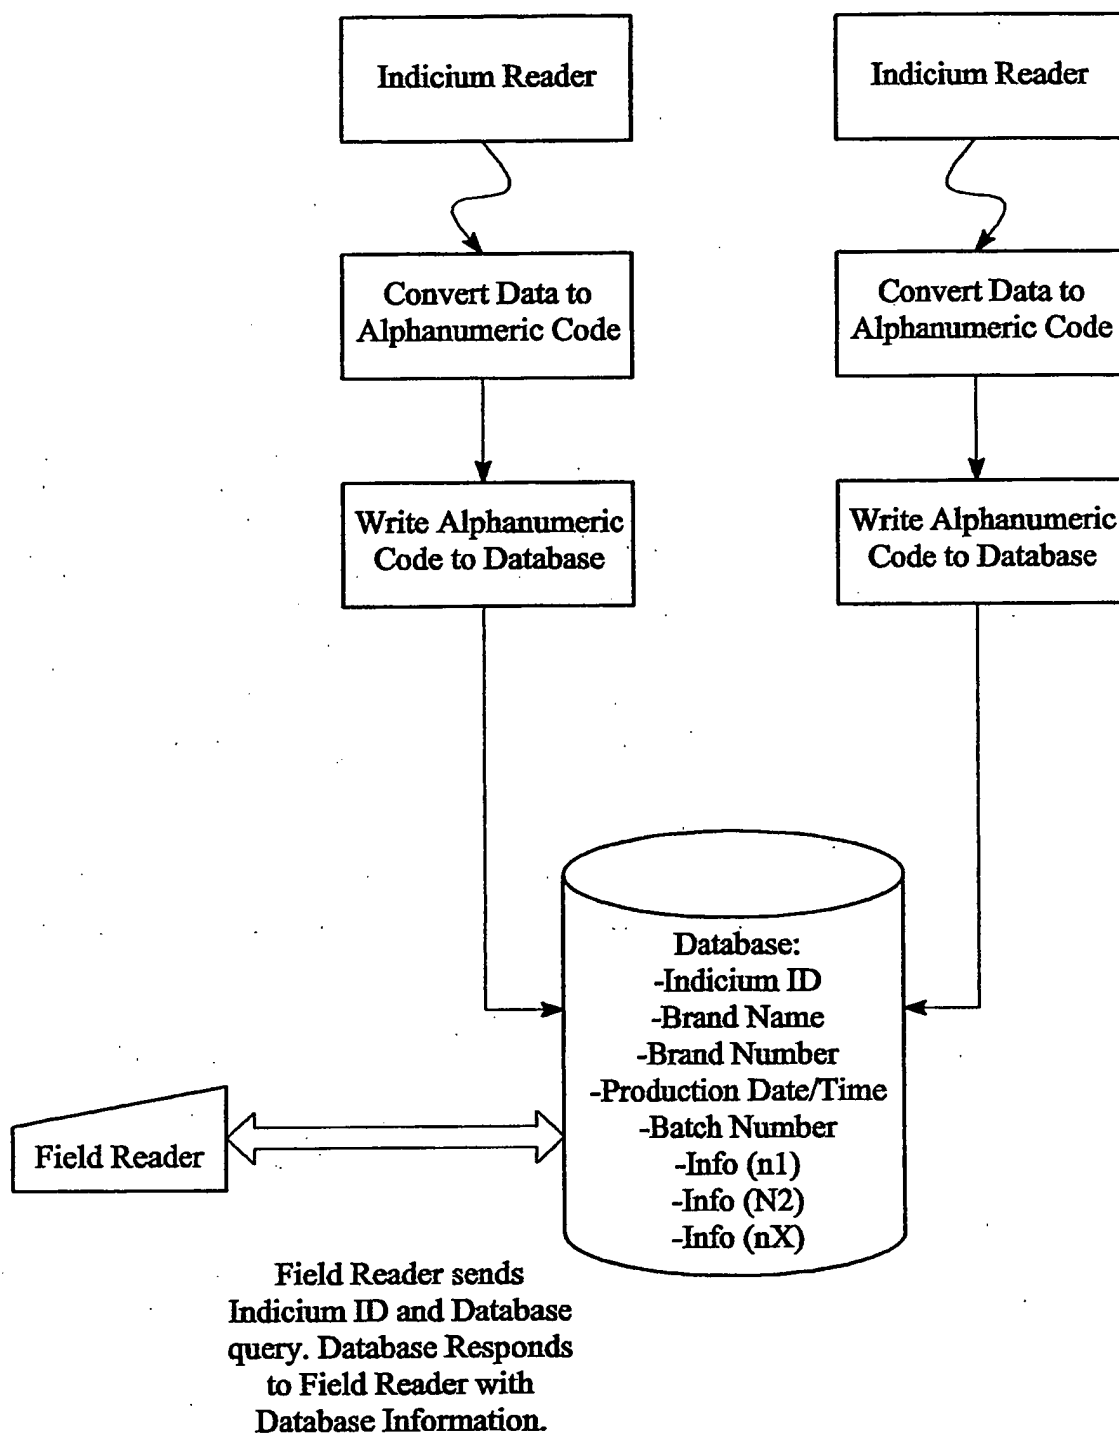 Indicium Reader
Indicium Reader
Convert Data to
Alphanumeric Code
Convert Data to
Alphanumeric Code
Write Alphanumeric
Code to Database
Write Alphanumeric
Code to Database
Database:
-Indicium ID
-Brand Name
-Brand Number
-Production Date/Time
-Batch Number
-Info (n1)
-Info (N2)
-Info (nX)
Field Reader
Field Reader sends
Indicium ID and Database
query. Database Responds
to Field Reader with
Database Information.